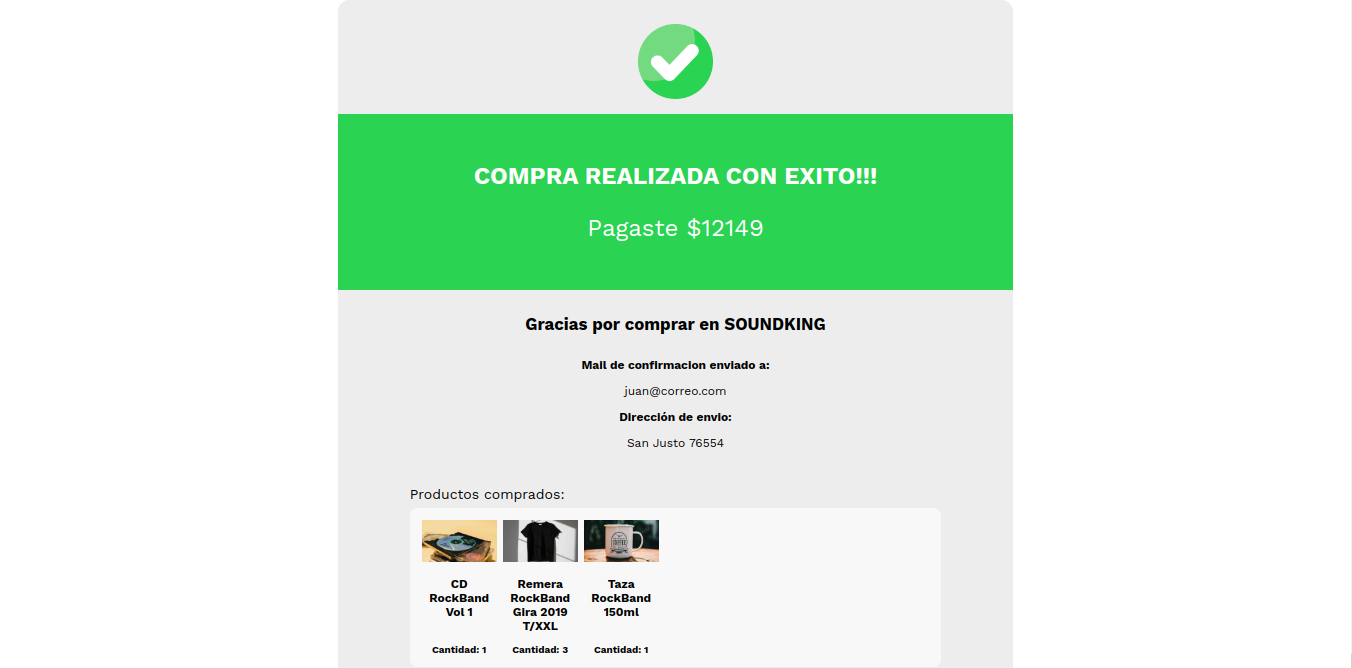 COMPRA REALIZADA CON EXITO!!!
Pagaste $12149
Gracias por comprar en SOUNDKING
Mail de confirmacion enviado a:
juan@correo.com
Dirección de envio:
San Justo 76554
Productos comprados:
COFFEE
CD
RockBand
Vol 1
Remera
RockBand
Gira 2019
T/XXL
Taza
RockBand
150ml
Cantidad: 1
Cantidad: 3
Cantidad: 1